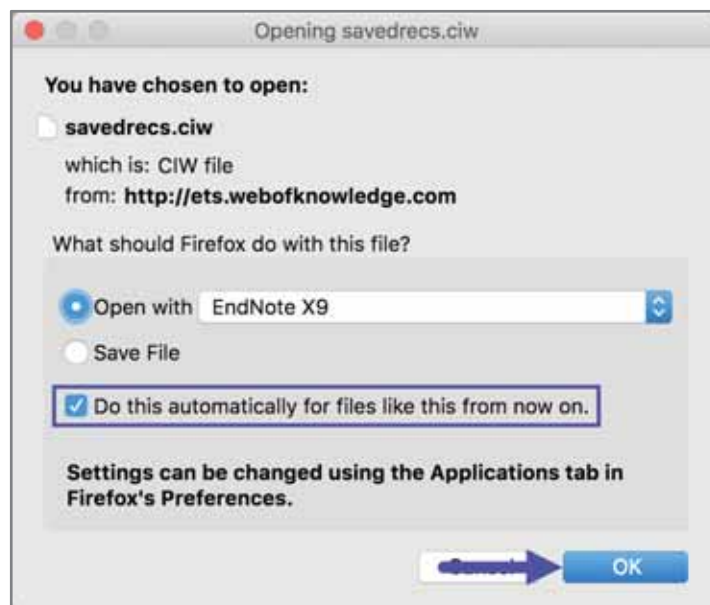 Opening savedrecs.ciw
You have chosen to open:
savedrecs.ciw
which is: CIW file
from: http://ets.webofknowledge.com
What should Firefox do with this file?
Open with EndNote X9
Save File
Do this automatically for files like this from now on.
Settings can be changed using the Applications tab in
Firefox's Preferences.
OK